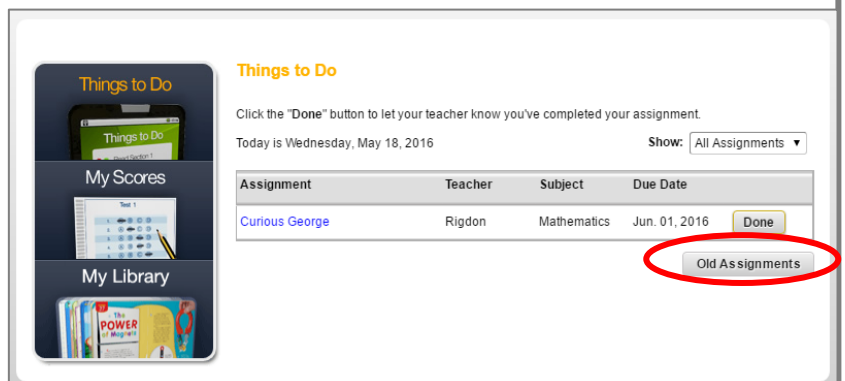 Things to Do
Things to Do
My Scores
Test 1
My Library
The
POWER
of Magnets
Things to Do
Click the "Done" button to let your teacher know you've completed your assignment.
Today is Wednesday, May 18, 2016 Show: All Assignments ▼
Assignment Teacher Subject Due Date
Curious George Rigdon Mathematics Jun. 01, 2016 Done
Old Assignments